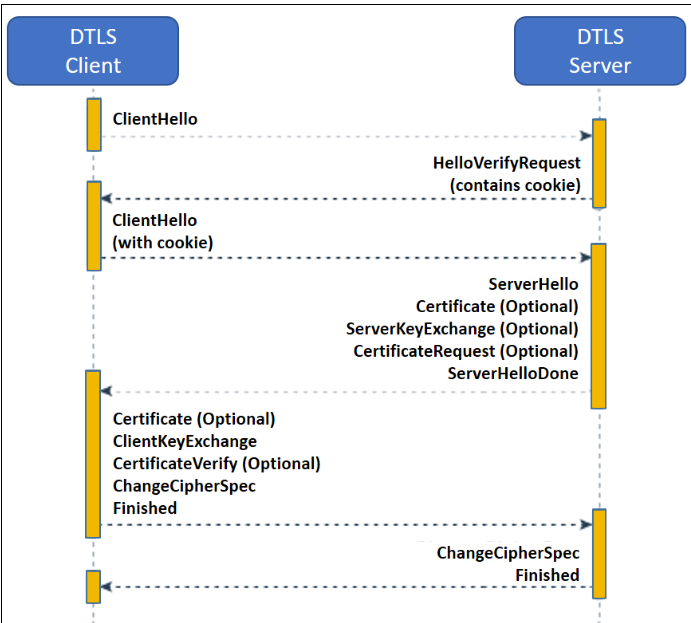 DTLS
Client
DTLS
Server
ClientHello
HelloVerifyRequest
(contains cookie)
ClientHello
(with cookie)
ServerHello
Certificate (Optional)
ServerKeyExchange (Optional)
CertificateRequest (Optional)
ServerHelloDone
Certificate (Optional)
ClientKeyExchange
CertificateVerify (Optional)
ChangeCipherSpec
Finished
ChangeCipherSpec
Finished